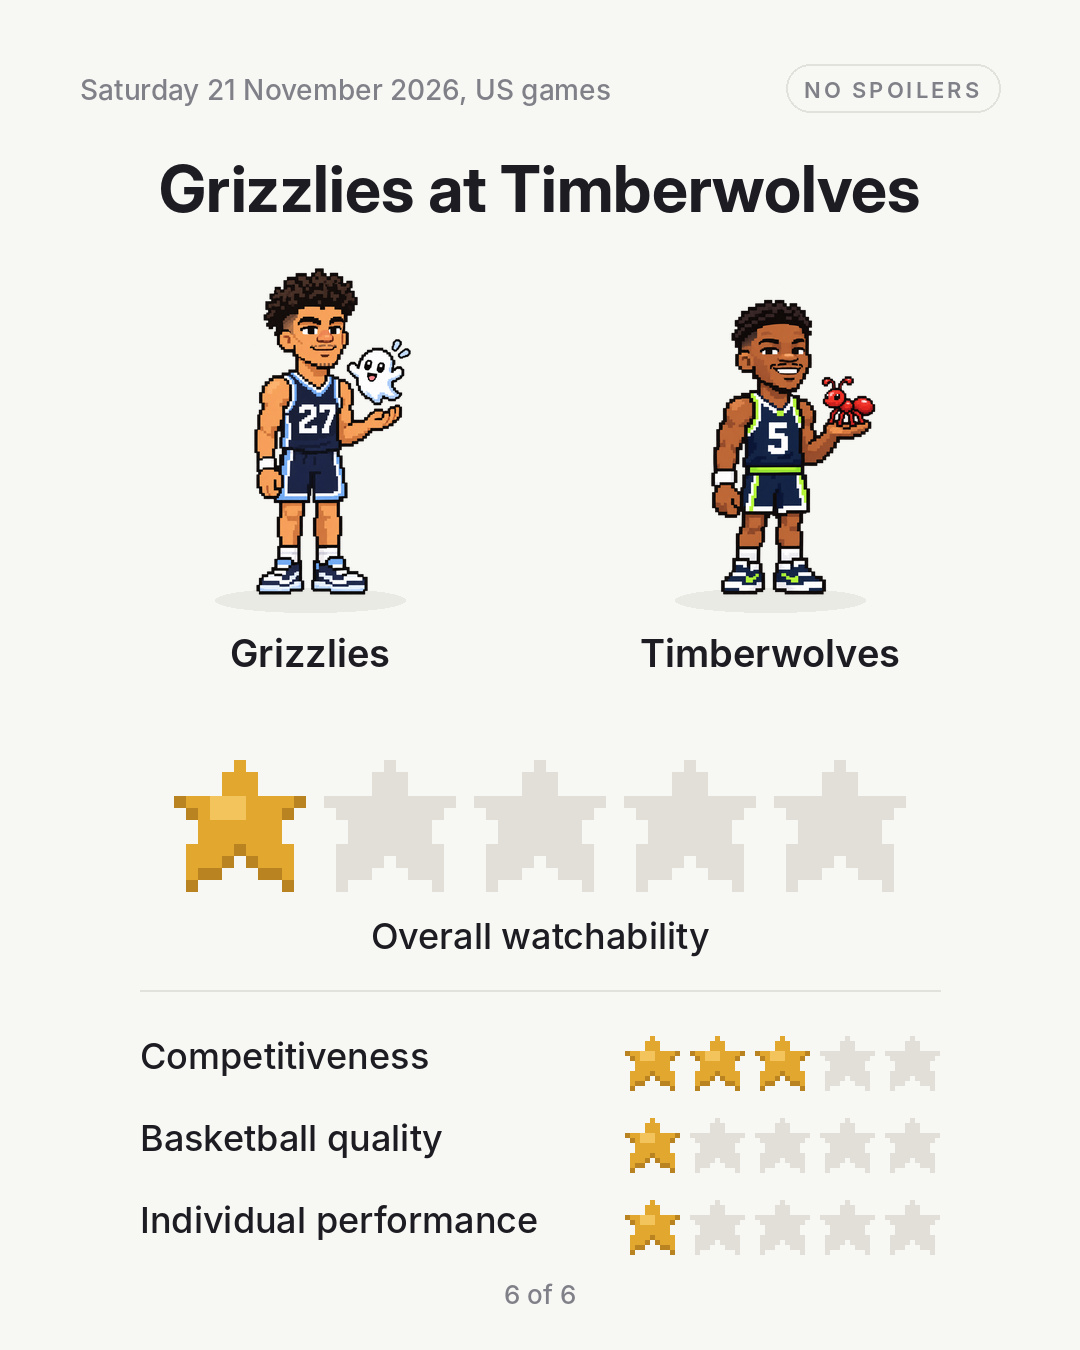 Saturday 21 November 2026, US games
NO SPOILERS
Grizzlies at Timberwolves
27
5
Grizzlies
Timberwolves
Overall watchability
Competitiveness
Basketball quality
Individual performance
6 of 6